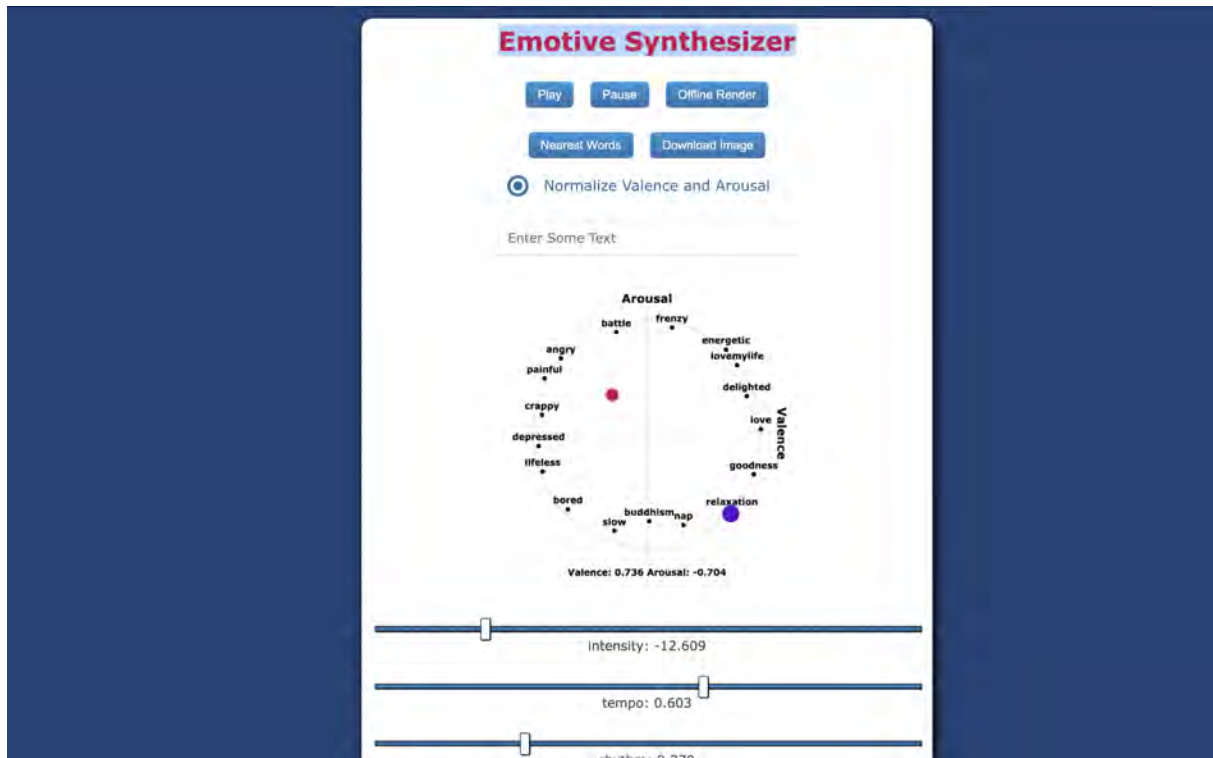 Emotive Synthesizer
Play Pause Offline Render
Nearest Words Download Image
Normalize Valence and Arousal
Enter Some Text
Arousal
battle frenzy
energetic
angry lovemylife
painful
delighted
crappy
love Valence
depressed
lifeless goodness
bored relaxation
slow buddhism nap
Valence: 0.736 Arousal: -0.704
intensity: -12.609
tempo: 0.603